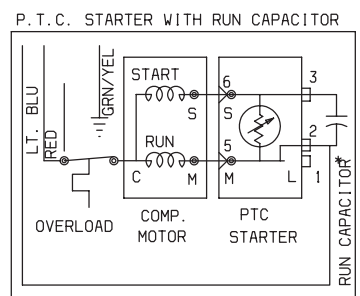 P.T.C. STARTER WITH RUN CAPACITOR
LT. BLU
RED
GRN/YEL
START
S
RUN
C
M
6
S
5
M
3
2
L
1
*
OVERLOAD
COMP.
MOTOR
PTC
STARTER
RUN CAPACITOR